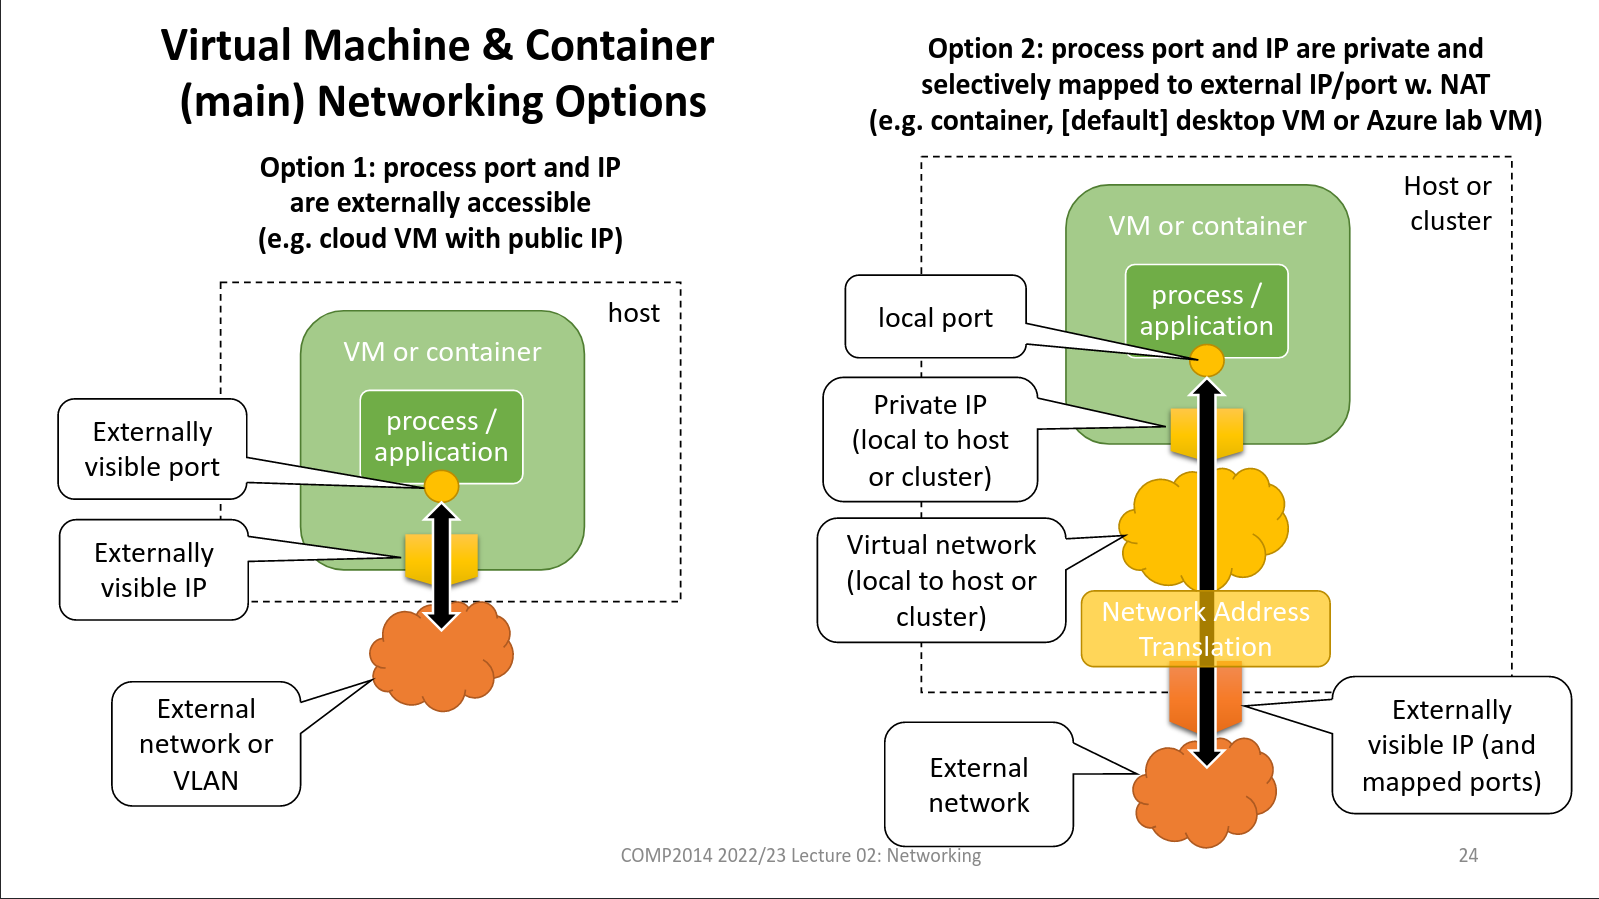 Virtual Machine & Container
(main) Networking Options
Option 1: process port and IP
are externally accessible
(e.g. cloud VM with public IP)
host
VM or container
process /
application
Externally
visible port
Externally
visible IP
External
network or
VLAN
Option 2: process port and IP are private and
selectively mapped to external IP/port w. NAT
(e.g. container, [default] desktop VM or Azure lab VM)
Host or
cluster
VM or container
process /
application
local port
Private IP
(local to host
or cluster)
Virtual network
(local to host or
cluster)
Network Address
Translation
Externally
visible IP (and
mapped ports)
External
network
COMP2014 2022/23 Lecture 02: Networking
24